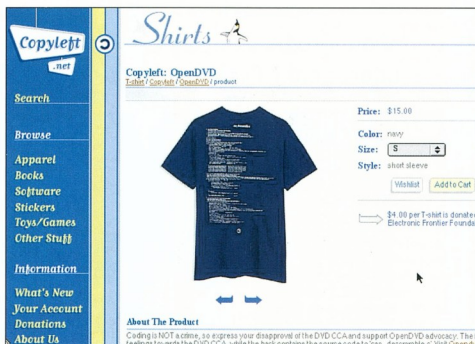 Copyleft
.net
Search
Browse
Apparel
Books
Software
Stickers
Toys/Games
Other Stuff
Information
What's New
Your Account
Donations
About Us
Shirts
Copyleft: OpenDVD
T-shirt / Copyleft / OpenDVD / product
Price: $15.00
Color: navy
Size: S
Style: short sleeve
Wishlist Add to Cart
$4.00 per T-shirt is donated
Electronic Frontier Founda
About The Product
Coding is NOT a crime, so express your disapproval of the DVD CCA and support OpenDVD advocacy. The